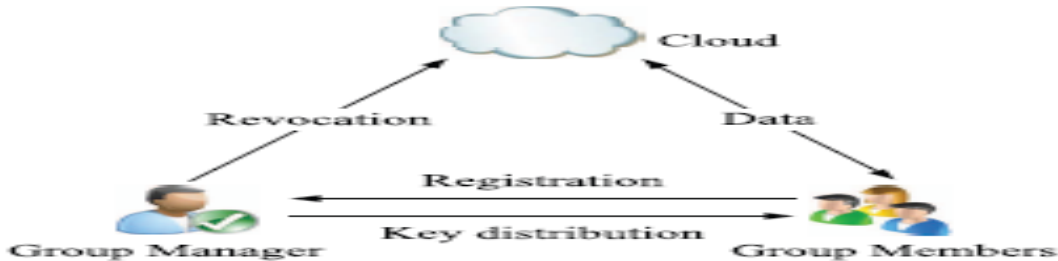 Cloud
Revocation
Data
Registration
Key distribution
Group Manager
Group Members